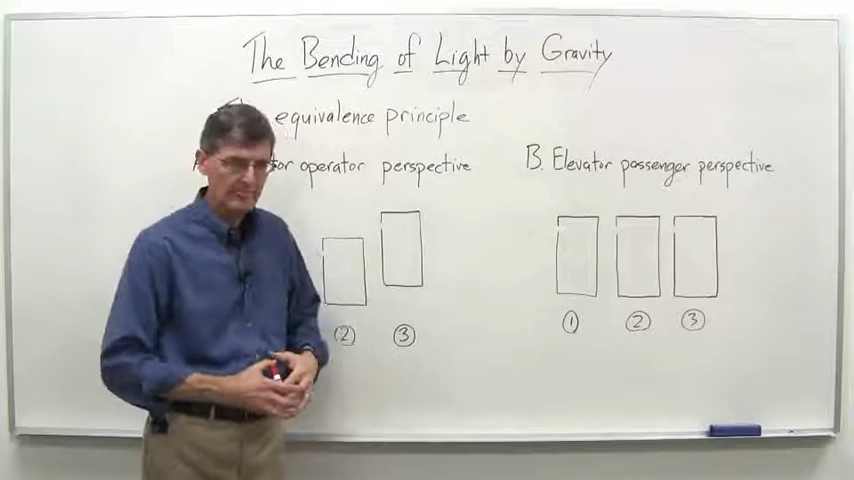 The Bending of Light by Gravity
equivalence principle
operator perspective
B. Elevator passenger perspective
② ③
① ② ③